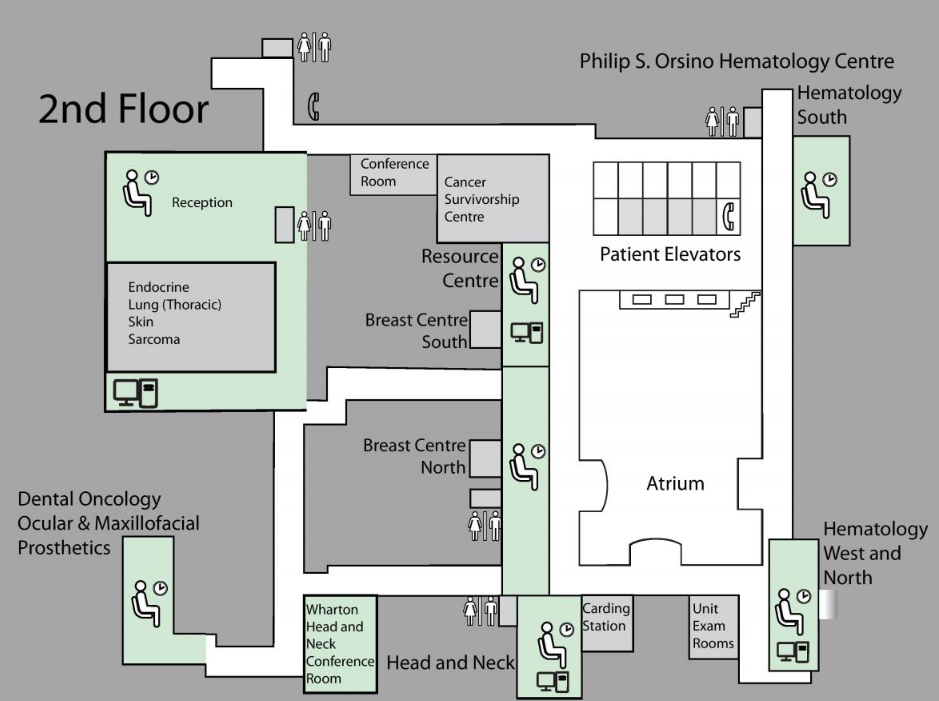 Philip S. Orsino Hematology Centre
2nd Floor
Hematology
South
Conference
Room
Cancer
Survivorship
Centre
Reception
Resource
Centre
Patient Elevators
Endocrine
Lung (Thoracic)
Skin
Sarcoma
Breast Centre
South
Breast Centre
North
Atrium
Dental Oncology
Ocular & Maxillofacial
Prosthetics
Hematology
West and
North
Wharton
Head and
Neck
Conference
Room
Head and Neck
Carding
Station
Unit
Exam
Rooms